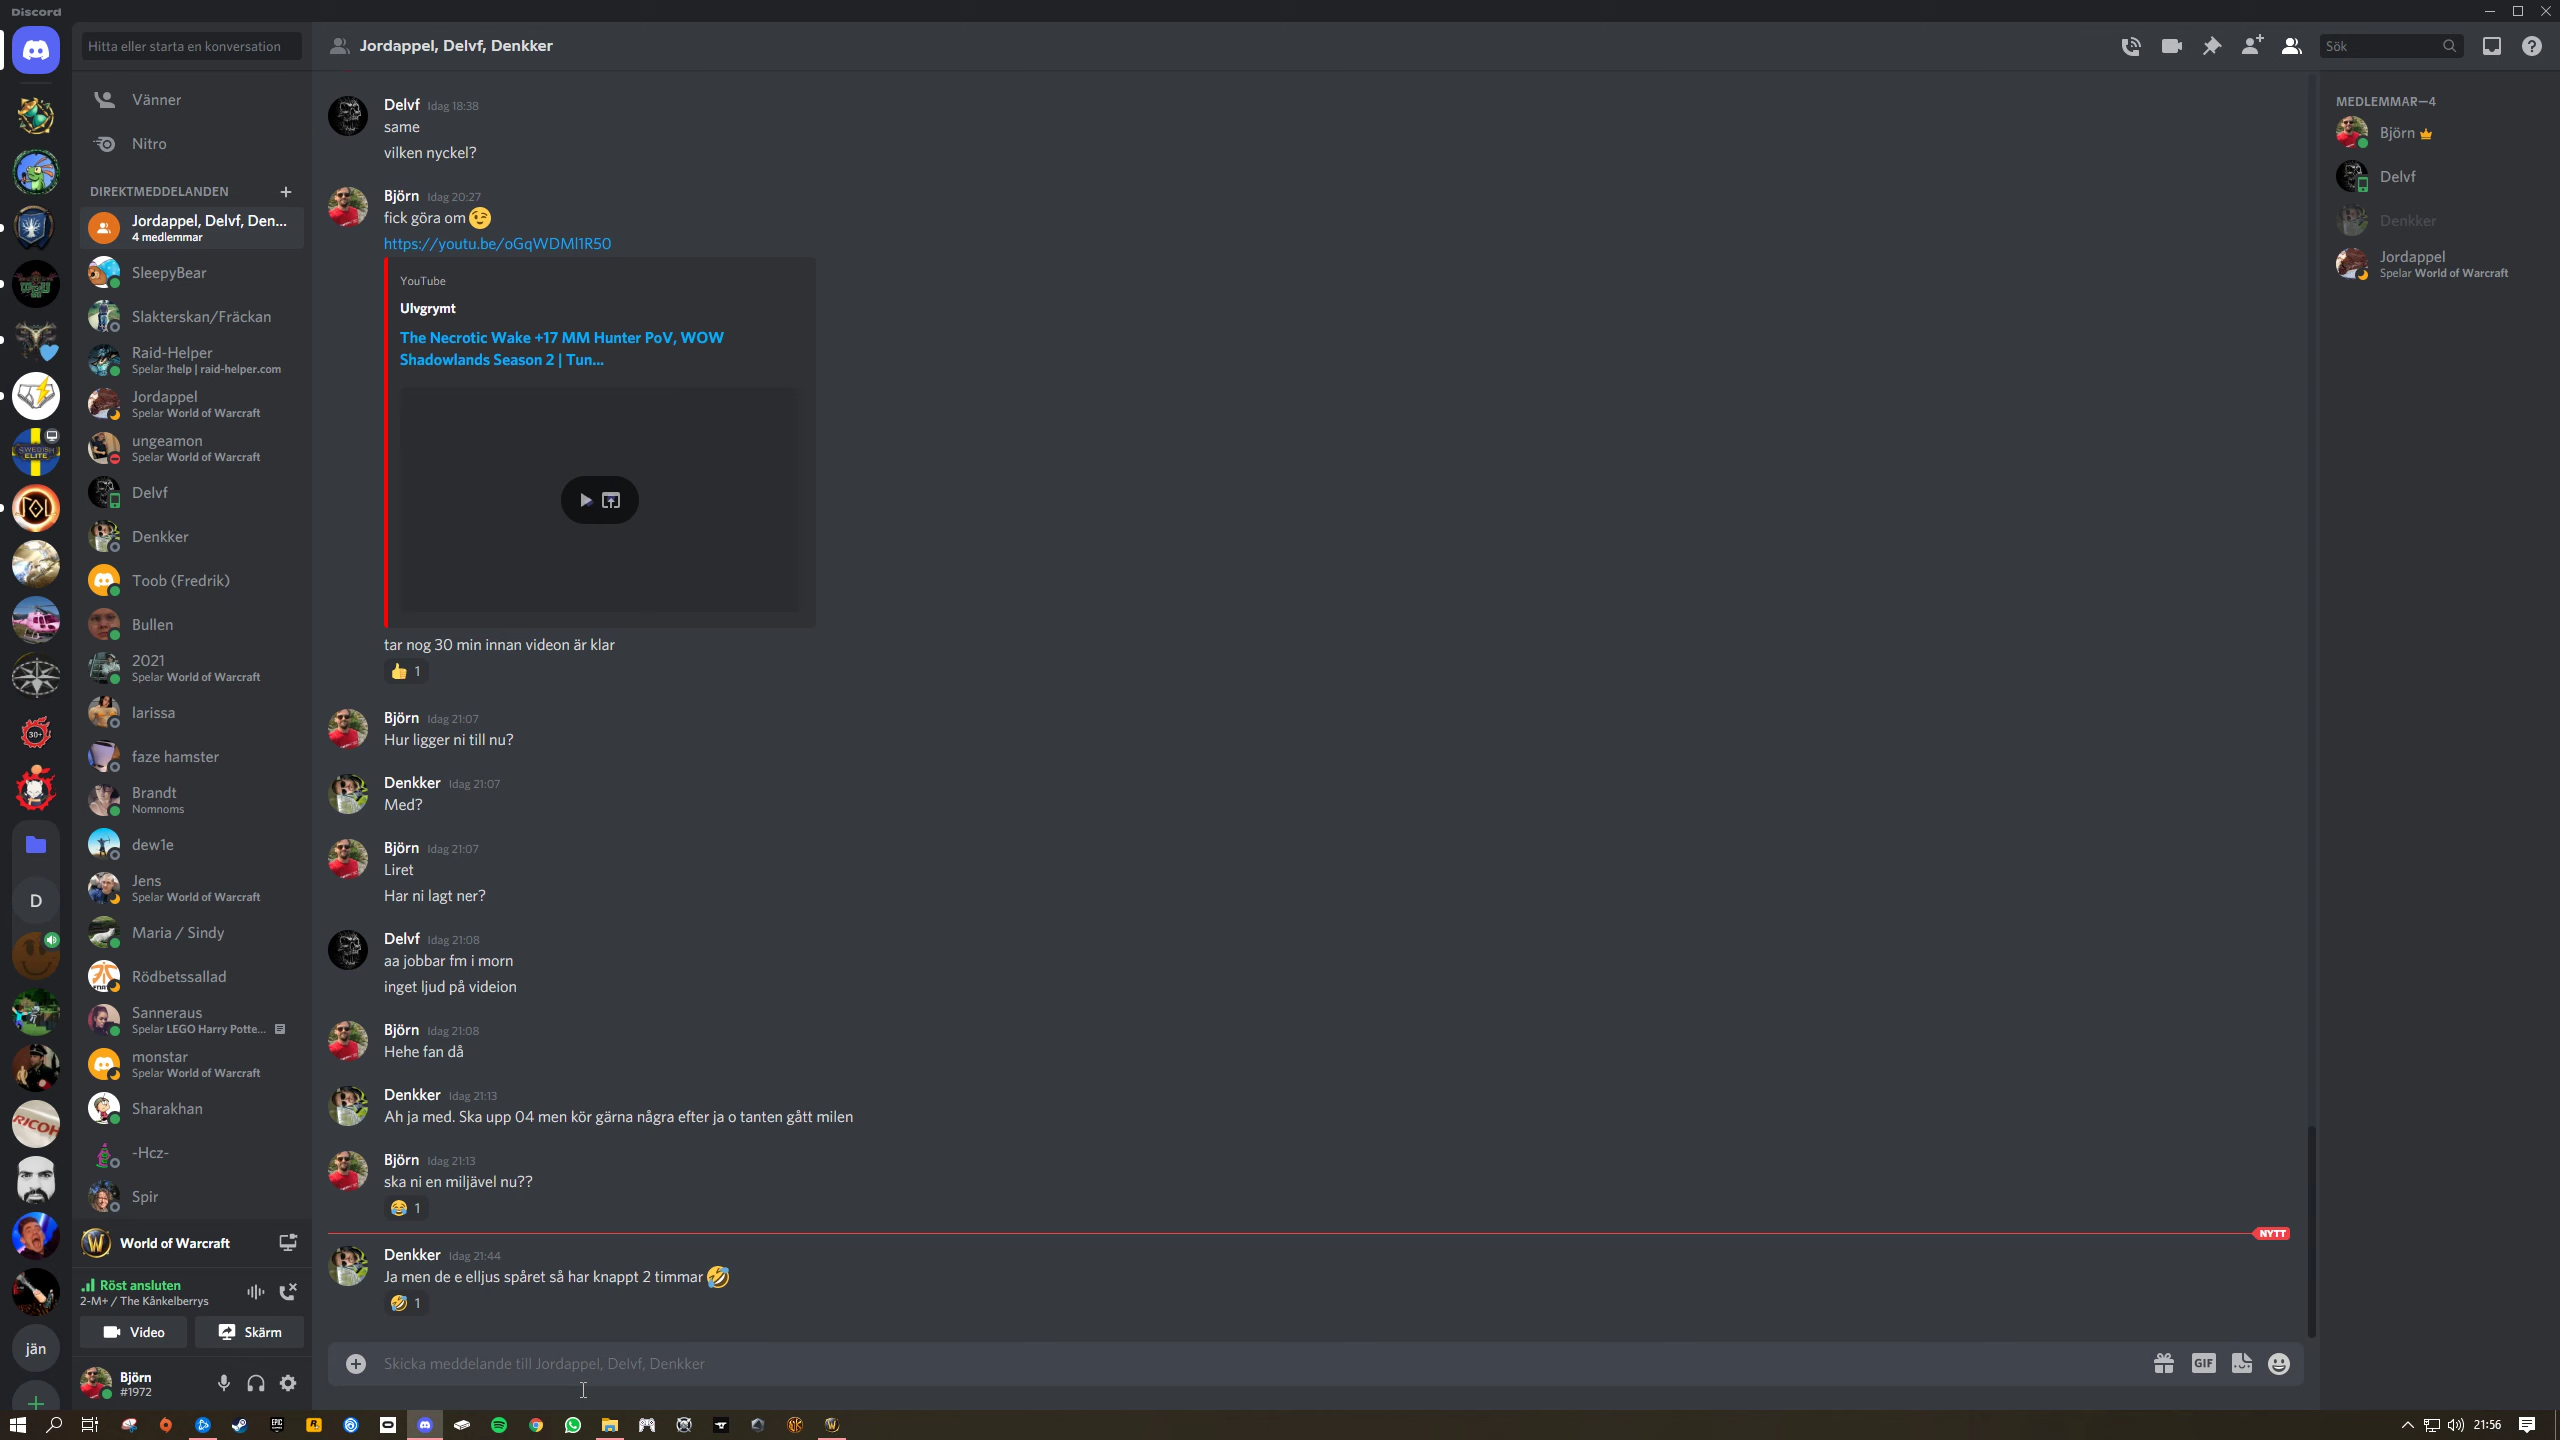 Discord
Hitta eller starta en konversation
Vänner
Nitro
DIREKTMEDDELANDEN
Jordappel, Delvf, Den...
4 medlemmar
SleepyBear
Slakterskan/Fräckan
Raid-Helper
Spelar !help | raid-helper.com
Jordappel
Spelar World of Warcraft
ungeamon
Spelar World of Warcraft
Delvf
Denkker
Toob (Fredrik)
Bullen
2021
Spelar World of Warcraft
larissa
faze hamster
Brandt
Nomnoms
dew1e
Jens
Spelar World of Warcraft
Maria / Sindy
Rödbetssallad
Sanneraus
Spelar LEGO Harry Potte...
monstar
Spelar World of Warcraft
Sharakhan
-Hcz-
Spir
World of Warcraft
Röst ansluten
2-M+ / The Kånkelberrys
Video
Skärm
Björn
#1972
SWEDISH
ELITE
30+
D
RICOH
jän
Jordappel, Delvf, Denkker
Sök
Delvf Idag 18:38
same
vilken nyckel?
Björn Idag 20:27
fick göra om 😉
https://youtu.be/oGqWDMl1R50
YouTube
Ulvgrymt
The Necrotic Wake +17 MM Hunter PoV, WOW
Shadowlands Season 2 | Tun...
tar nog 30 min innan videon är klar
👍 1
Björn Idag 21:07
Hur ligger ni till nu?
Denkker Idag 21:07
Med?
Björn Idag 21:07
Liret
Har ni lagt ner?
Delvf Idag 21:08
aa jobbar fm i morn
inget ljud på videion
Björn Idag 21:08
Hehe fan då
Denkker Idag 21:13
Ah ja med. Ska upp 04 men kör gärna några efter ja o tanten gått milen
Björn Idag 21:13
ska ni en miljävel nu??
😂 1
NYTT
Denkker Idag 21:44
Ja men de e elljus spåret så har knappt 2 timmar 🤣
🤣 1
Skicka meddelande till Jordappel, Delvf, Denkker
GIF
MEDLEMMAR—4
Björn
Delvf
Denkker
Jordappel
Spelar World of Warcraft
EPIC
21:56